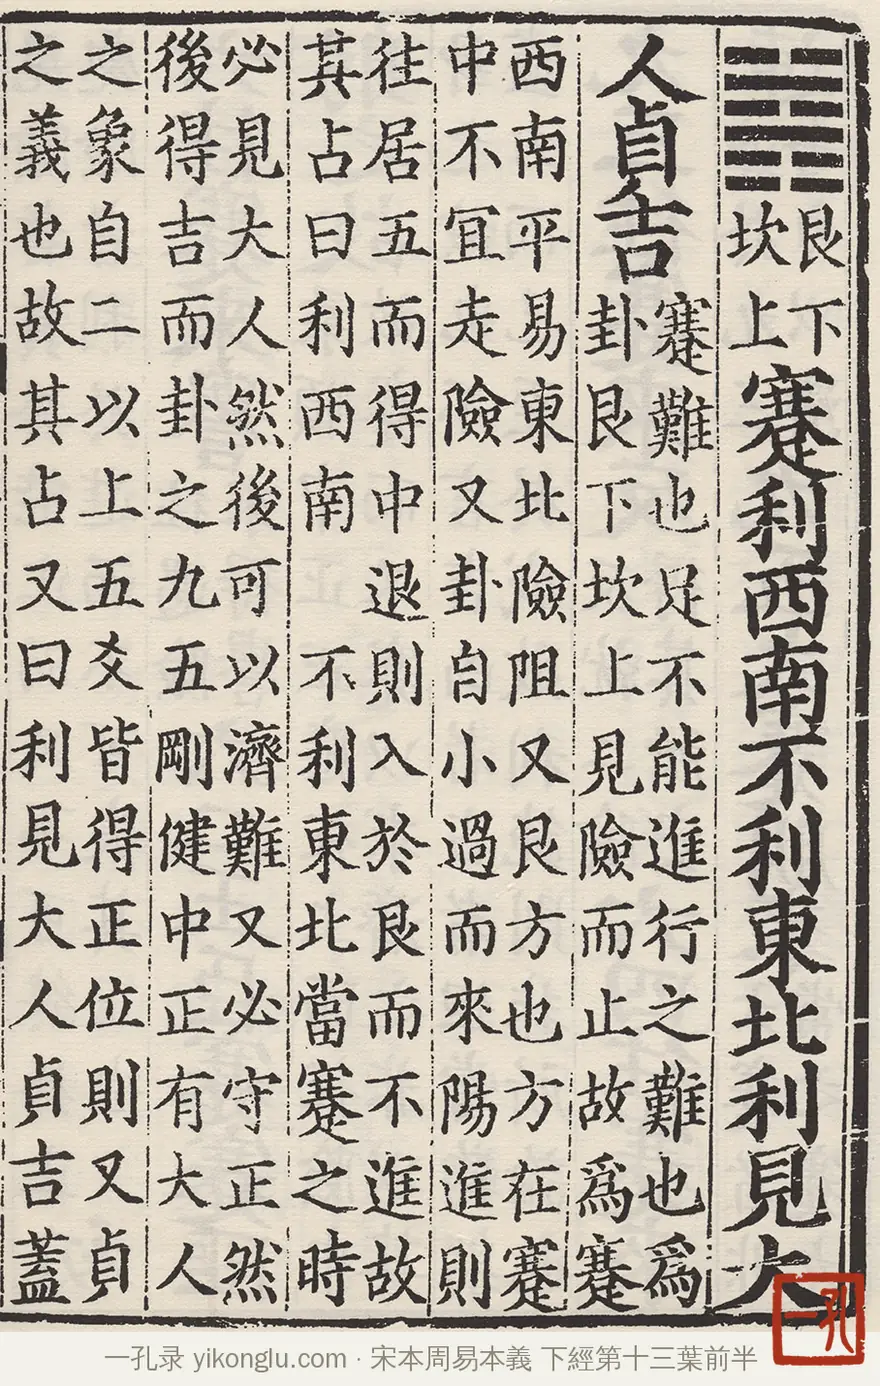 艮下
坎上
蹇利西南不利東北利見大
人貞吉
蹇難也足不能進行之難也爲
卦艮下坎上見險而止故爲蹇
西南平易東北險阻又艮方也方在蹇
中不冝走險又卦自小過而來陽進則
往居五而得中退則入於艮而不進故
其占曰利西南不利東北當蹇之時
必見大人然後可以濟難又必守正然
後得吉而卦之九五剛健中正有大人
之象自二以上五爻皆得正位則又貞
之義也故其占又曰利見大人貞吉蓋
一孔
一孔录 yikonglu.com · 宋本周易本義 下經第十三葉前半